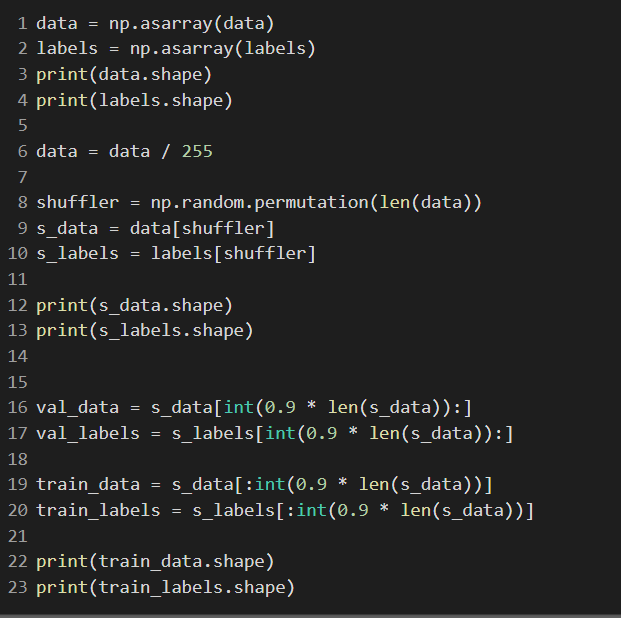 1 data = np.asarray(data)
2 labels = np.asarray(labels)
3 print(data.shape)
4 print(labels.shape)
5
6 data = data / 255
7
8 shuffler = np.random.permutation(len(data))
9 s_data = data[shuffler]
10 s_labels = labels[shuffler]
11
12 print(s_data.shape)
13 print(s_labels.shape)
14
15
16 val_data = s_data[int(0.9 * len(s_data)):]
17 val_labels = s_labels[int(0.9 * len(s_data)):]
18
19 train_data = s_data[:int(0.9 * len(s_data))]
20 train_labels = s_labels[:int(0.9 * len(s_data))]
21
22 print(train_data.shape)
23 print(train_labels.shape)